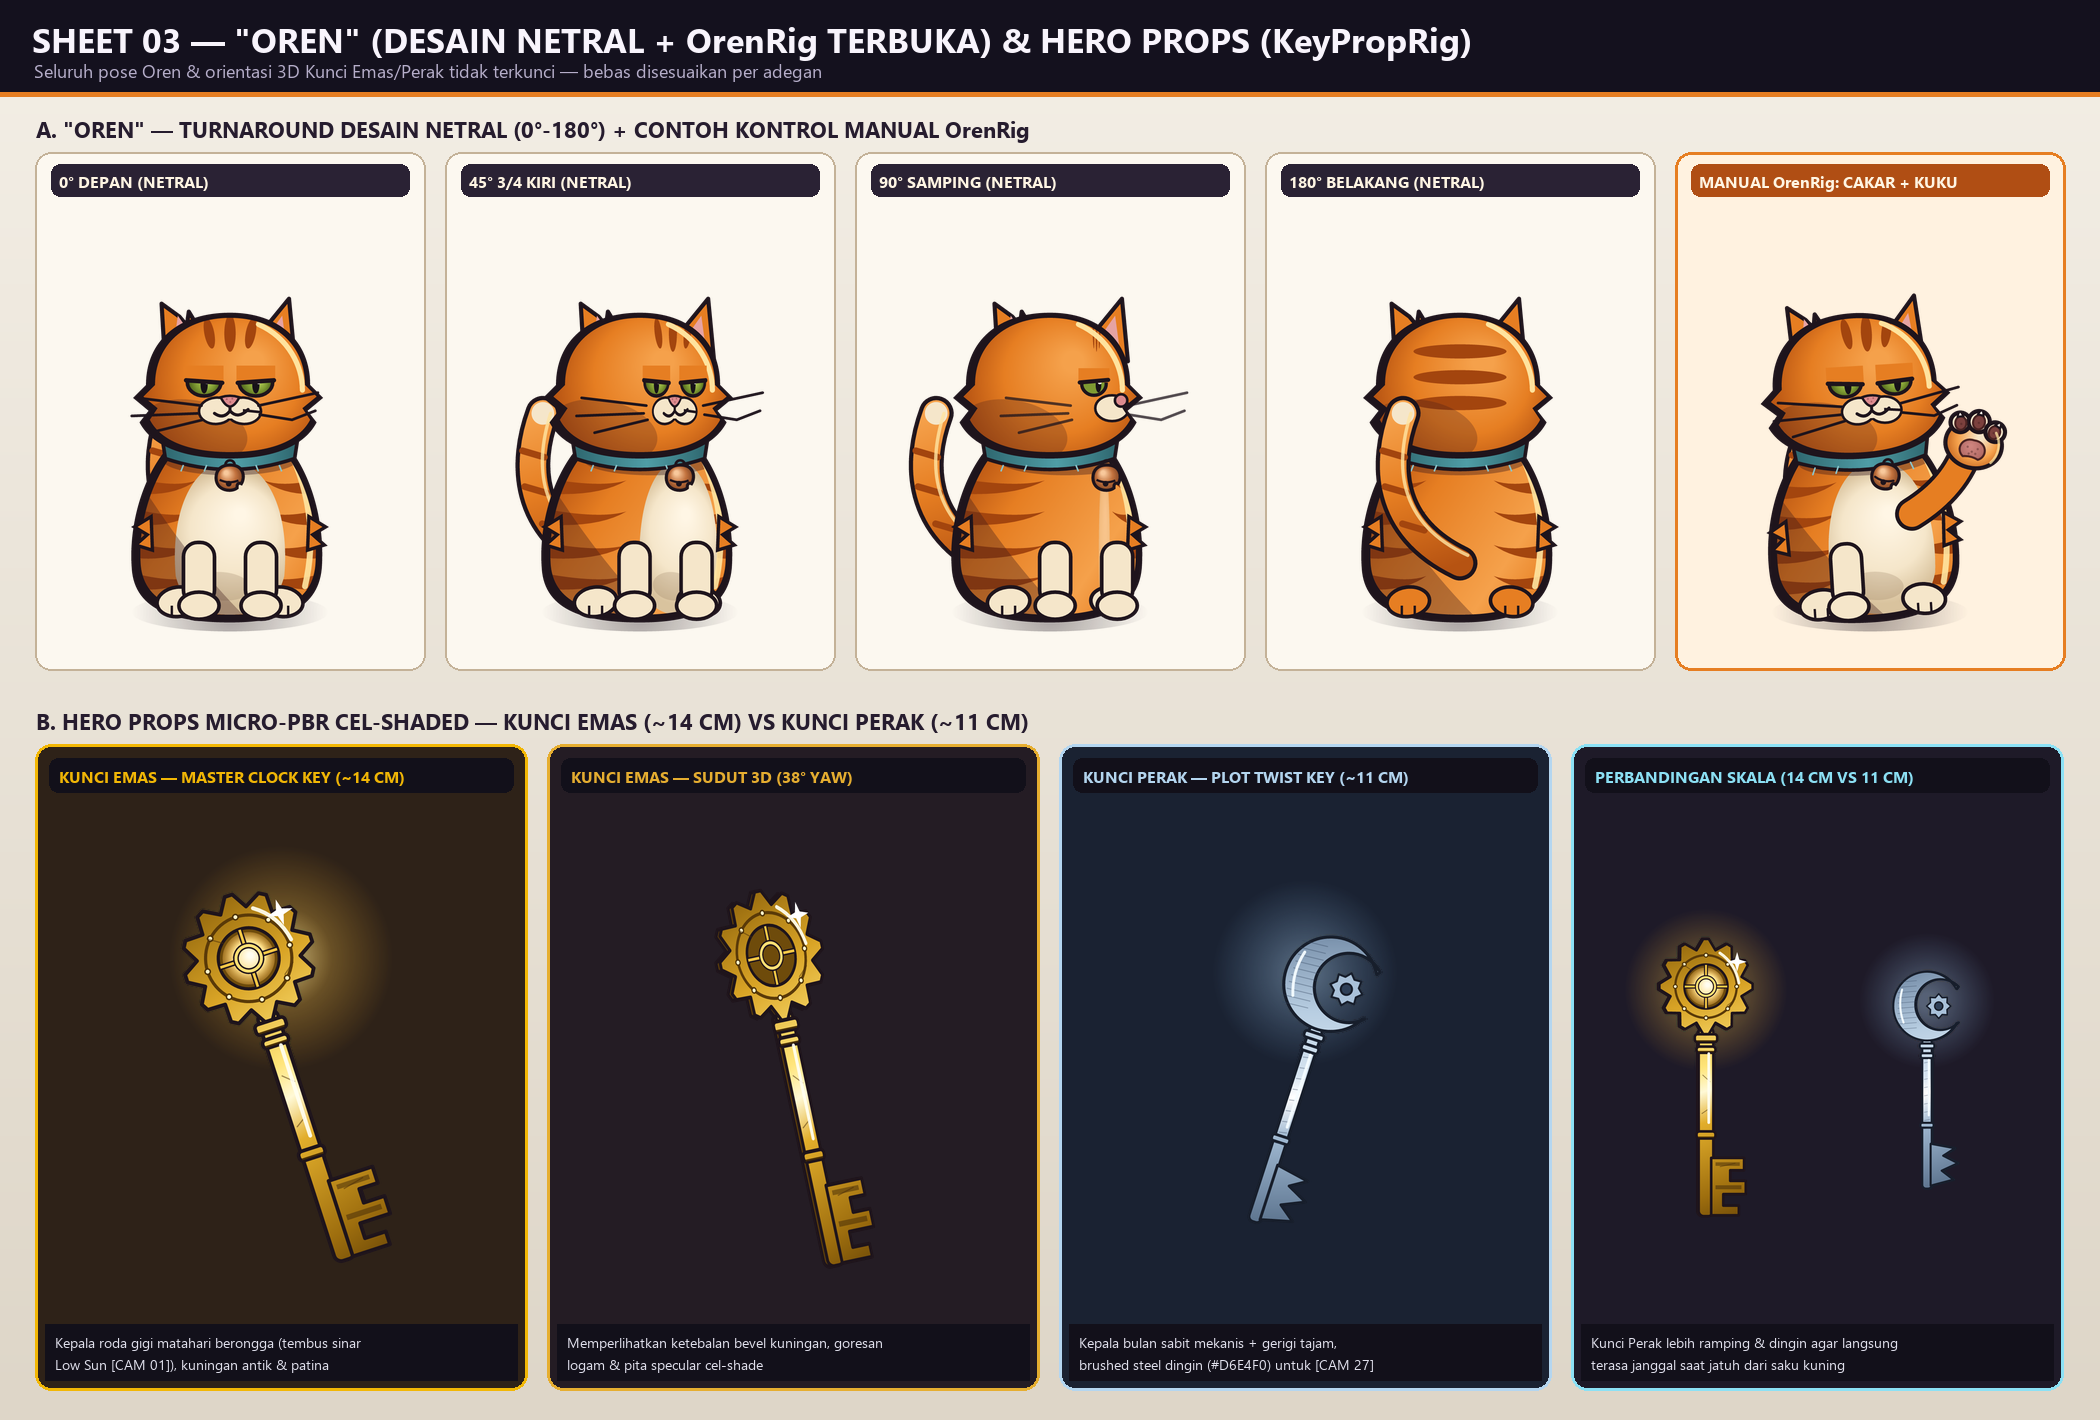 SHEET 03 — "OREN" (DESAIN NETRAL + OrenRig TERBUKA) & HERO PROPS (KeyPropRig)
Seluruh pose Oren & orientasi 3D Kunci Emas/Perak tidak terkunci — bebas disesuaikan per adegan
A. "OREN" — TURNAROUND DESAIN NETRAL (0°-180°) + CONTOH KONTROL MANUAL OrenRig
0° DEPAN (NETRAL)
45° 3/4 KIRI (NETRAL)
90° SAMPING (NETRAL)
180° BELAKANG (NETRAL)
MANUAL OrenRig: CAKAR + KUKU
B. HERO PROPS MICRO-PBR CEL-SHADED — KUNCI EMAS (~14 CM) VS KUNCI PERAK (~11 CM)
KUNCI EMAS — MASTER CLOCK KEY (~14 CM)
Kepala roda gigi matahari berongga (tembus sinar
Low Sun [CAM 01]), kuningan antik & patina
KUNCI EMAS — SUDUT 3D (38° YAW)
Memperlihatkan ketebalan bevel kuningan, goresan
logam & pita specular cel-shade
KUNCI PERAK — PLOT TWIST KEY (~11 CM)
Kepala bulan sabit mekanis + gerigi tajam,
brushed steel dingin (#D6E4F0) untuk [CAM 27]
PERBANDINGAN SKALA (14 CM VS 11 CM)
Kunci Perak lebih ramping & dingin agar langsung
terasa janggal saat jatuh dari saku kuning